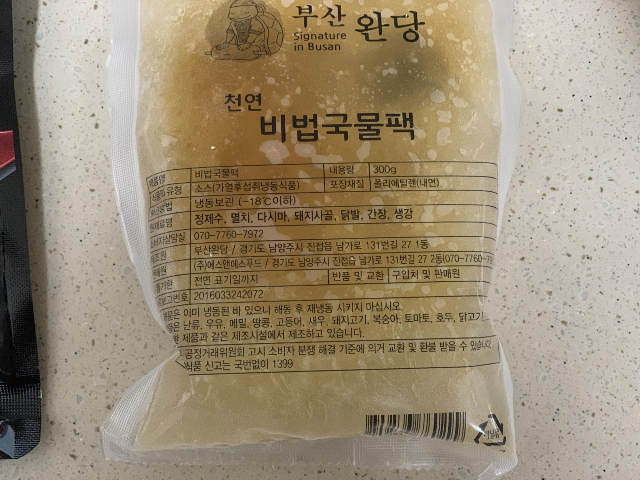 부산 완당
Signature
in Busan
천연
비법국물팩
비법국물팩 내용량 300g
유형 소스(가열후섭취냉동식품) 포장재질 폴리에틸렌(내면)
냉동보관 (-18℃이하)
정제수, 멸치, 다시마, 돼지사골, 닭발, 간장, 생강
070-7760-7972
부산완당 / 경기도 남양주시 진접읍 남가로 131번길 27 1동
(주)에스앤에스푸드 / 경기도 남양주시 진접읍 남가로 131번길 27 2동(070-7760-
전면 표기일까지 반품 및 교환 구입처 및 판매원
2016033242072
이미 냉동된 바 있으니 해동 후 재냉동 시키지 마십시오
난류, 우유, 메밀, 땅콩, 고등어, 새우, 돼지고기, 복숭아, 토마토, 호두, 닭고기
제품과 같은 제조시설에서 제조하고 있습니다.
공정거래위원회 고시 소비자 분쟁 해결 기준에 의거 교환 및 환불 받을 수 있습니다
식품 신고는 국번없이 1399